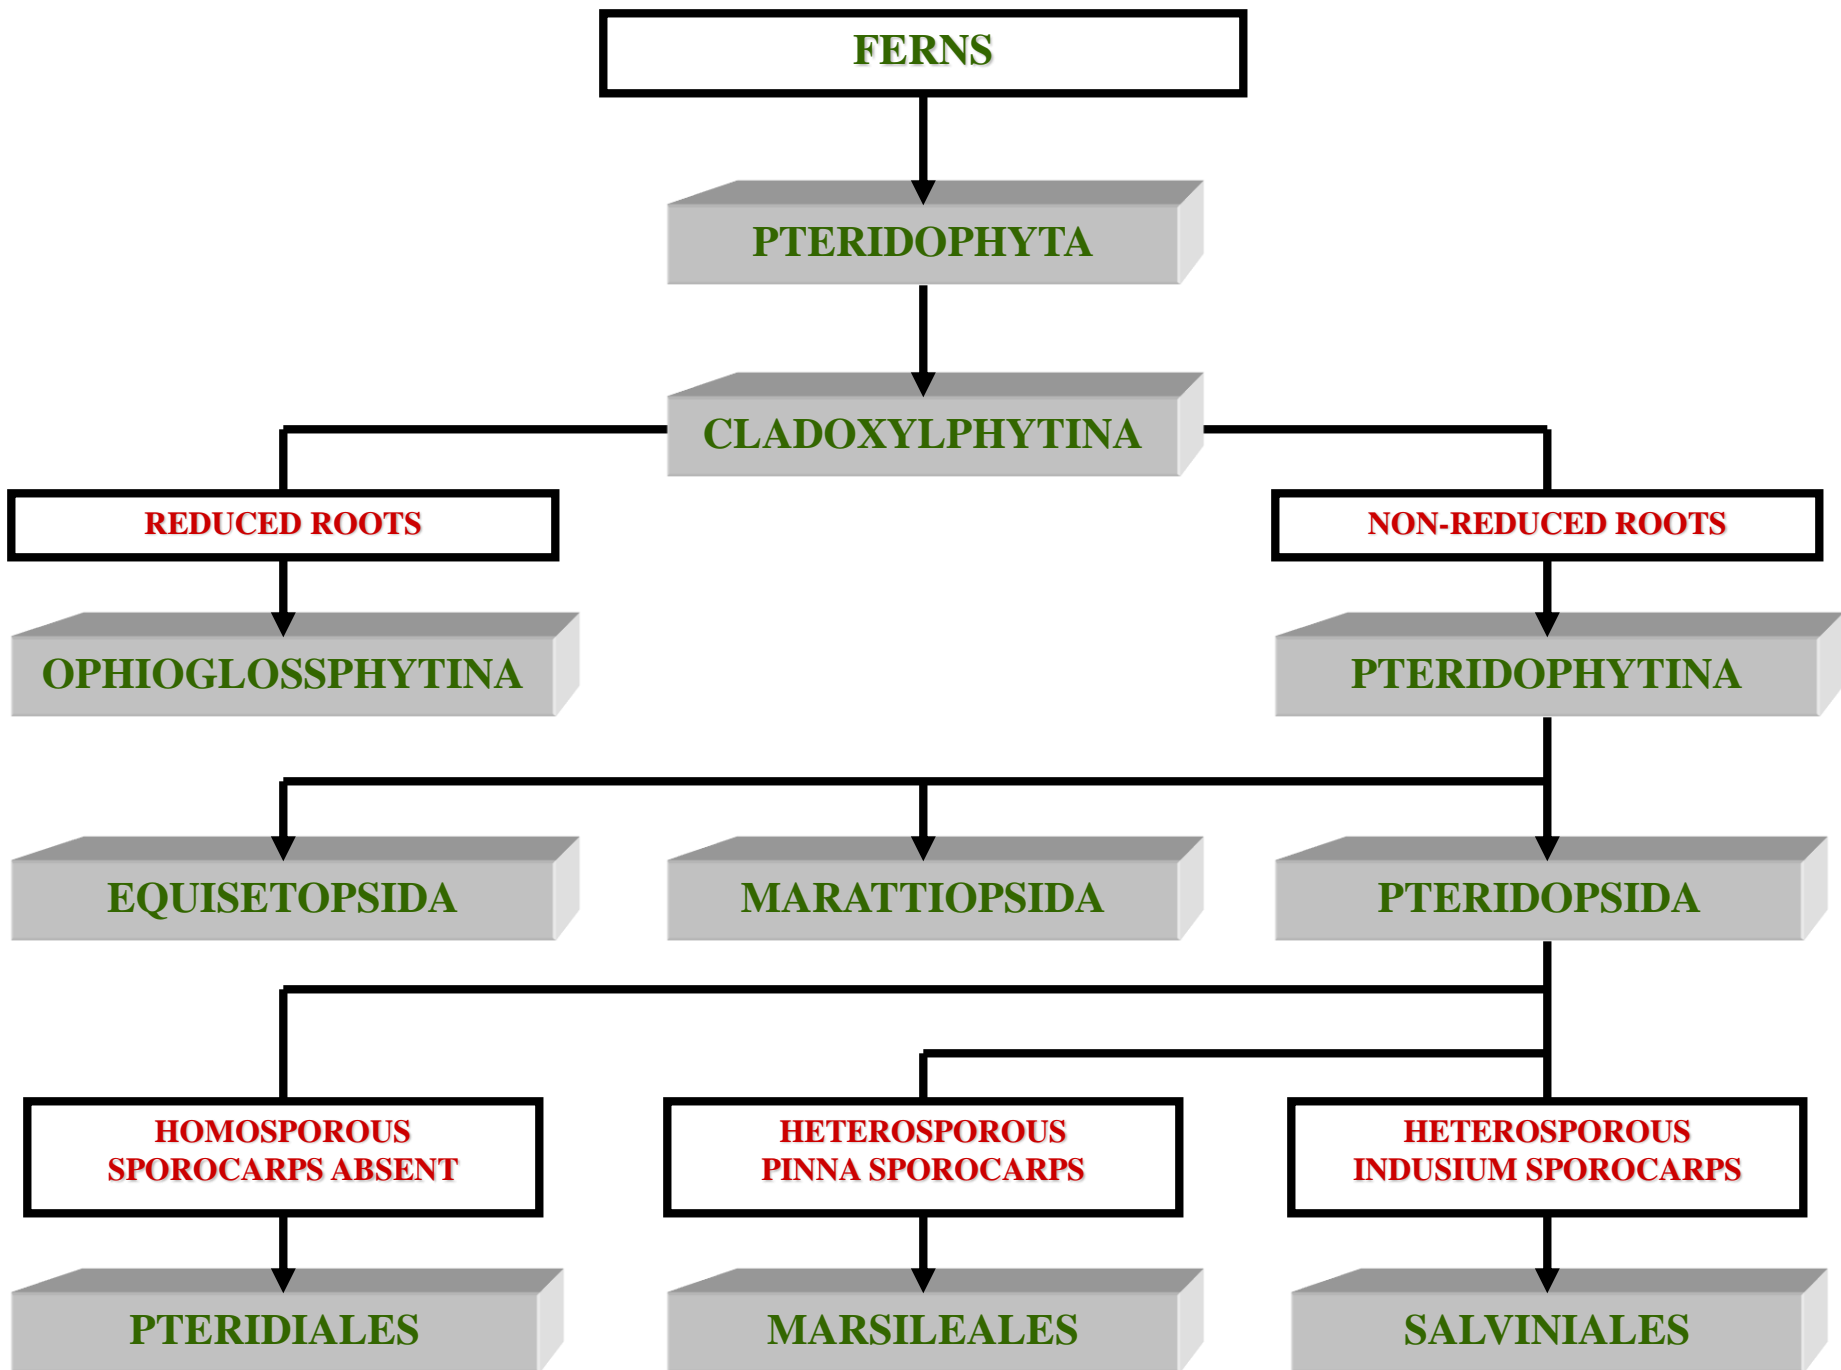 FERNS
PTERIDOPHYTA
CLADOXYLPHYTINA
REDUCED ROOTS
NON-REDUCED ROOTS
OPHIOGLOSSPHYTINA
PTERIDOPHYTINA
EQUISETOPSIDA
MARATTIOPSIDA
PTERIDOPSIDA
HOMOSPOROUS
SPOROCARPS ABSENT
HETEROSPOROUS
PINNA SPOROCARPS
HETEROSPOROUS
INDUSIUM SPOROCARPS
PTERIDIALES
MARSILEALES
SALVINIALES